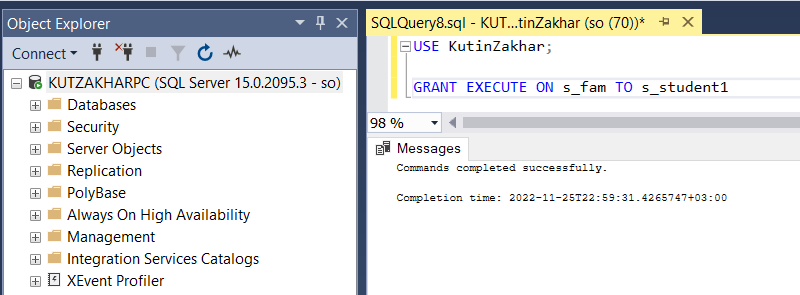 Object Explorer
Connect
KUTZAKHARPC (SQL Server 15.0.2095.3 - so)
Databases
Security
Server Objects
Replication
PolyBase
Always On High Availability
Management
Integration Services Catalogs
XEvent Profiler
SQLQuery8.sql - KUT...tinZakhar (so (70))*
USE KutinZakhar;
GRANT EXECUTE ON s_fam TO s_student1
98 %
Messages
Commands completed successfully.
Completion time: 2022-11-25T22:59:31.4265747+03:00